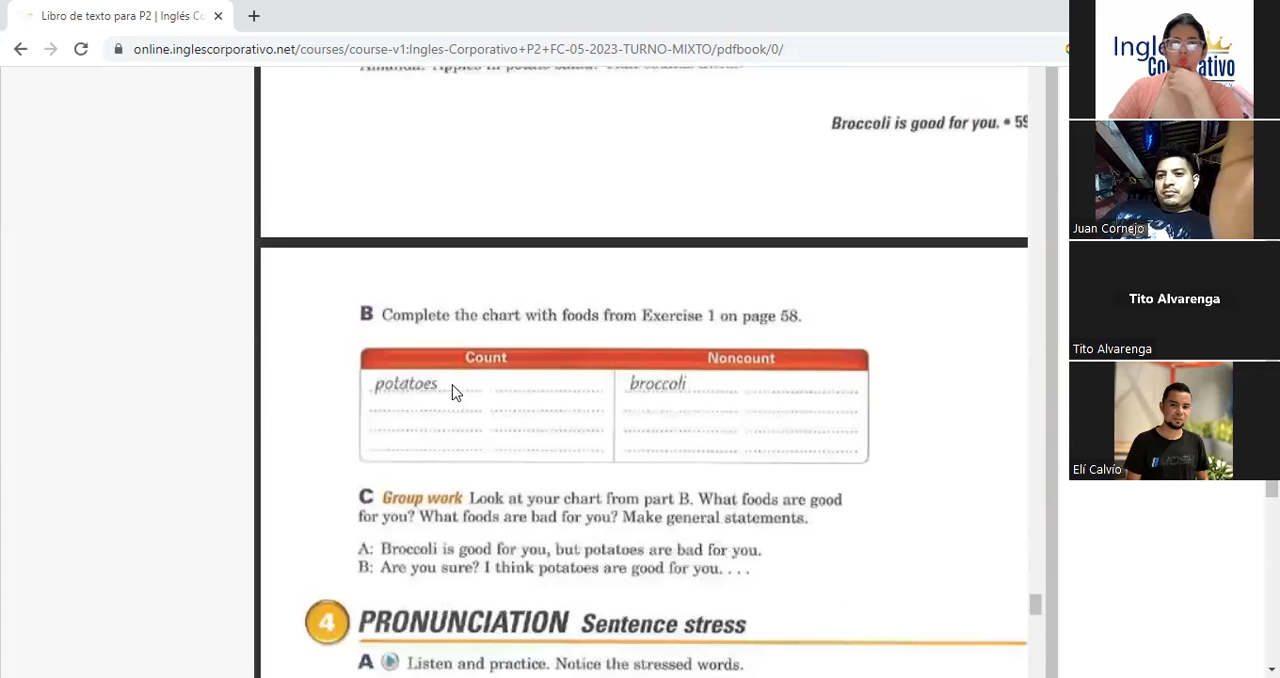 Libro de texto para P2 | Inglés Co
online.inglescorporativo.net/courses/course-v1:Ingles-Corporativo+P2+FC-05-2023-TURNO-MIXTO/pdfbook/0/
Broccoli is good for you. • 59
B Complete the chart with foods from Exercise 1 on page 58.
Count Noncount
potatoes broccoli
C Group work Look at your chart from part B. What foods are good
for you? What foods are bad for you? Make general statements.
A: Broccoli is good for you, but potatoes are bad for you.
B: Are you sure? I think potatoes are good for you. . . .
4 PRONUNCIATION Sentence stress
A Listen and practice. Notice the stressed words.
Juan Cornejo
Tito Alvarenga
Tito Alvarenga
Elí Calvío